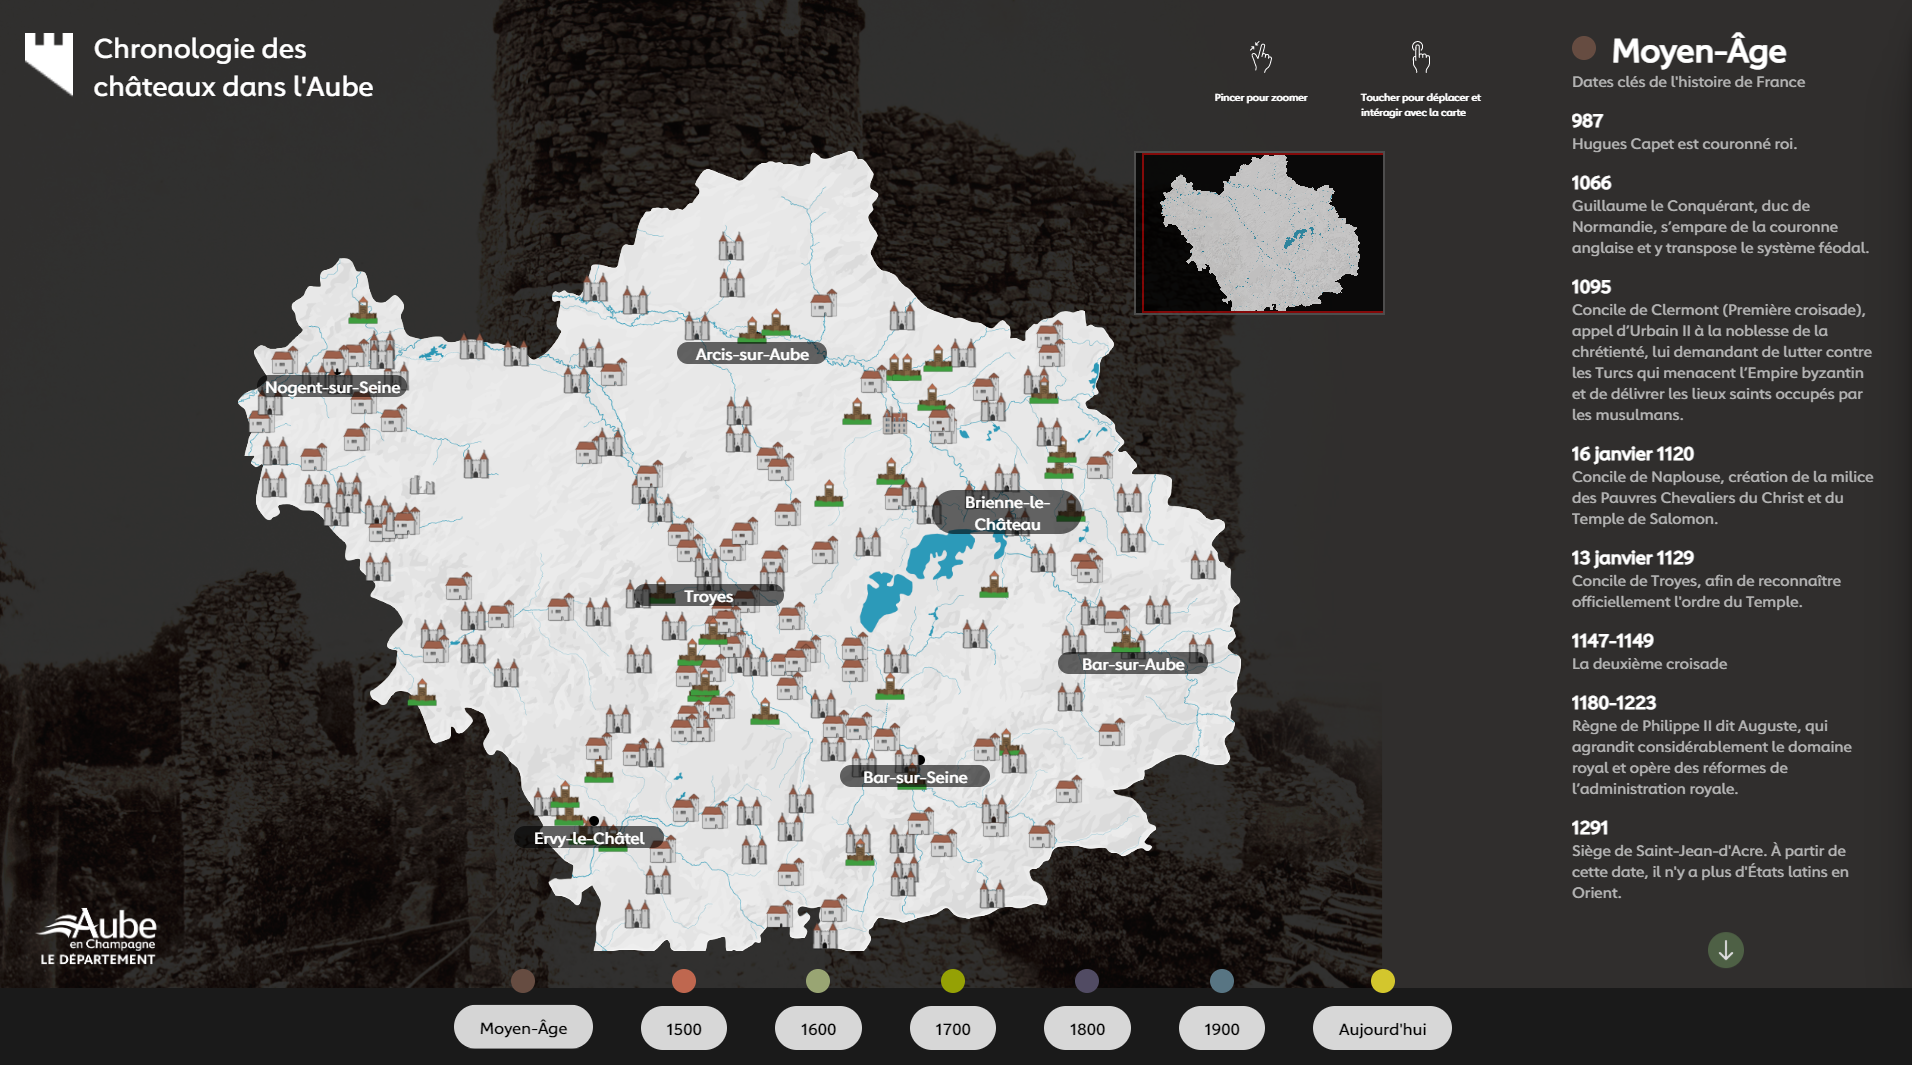 Chronologie des
châteaux dans l'Aube
Pincer pour zoomer
Toucher pour déplacer et
intéragir avec la carte
Arcis-sur-Aube
Nogent-sur-Seine
Brienne-le-
Château
Troyes
Bar-sur-Aube
Bar-sur-Seine
Ervy-le-Châtel
Aube
en Champagne
LE DÉPARTEMENT
Moyen-Âge
Dates clés de l'histoire de France
987
Hugues Capet est couronné roi.
1066
Guillaume le Conquérant, duc de
Normandie, s’empare de la couronne
anglaise et y transpose le système féodal.
1095
Concile de Clermont (Première croisade),
appel d’Urbain II à la noblesse de la
chrétienté, lui demandant de lutter contre
les Turcs qui menacent l’Empire byzantin
et de délivrer les lieux saints occupés par
les musulmans.
16 janvier 1120
Concile de Naplouse, création de la milice
des Pauvres Chevaliers du Christ et du
Temple de Salomon.
13 janvier 1129
Concile de Troyes, afin de reconnaître
officiellement l'ordre du Temple.
1147-1149
La deuxième croisade
1180-1223
Règne de Philippe II dit Auguste, qui
agrandit considérablement le domaine
royal et opère des réformes de
l’administration royale.
1291
Siège de Saint-Jean-d'Acre. À partir de
cette date, il n'y a plus d'États latins en
Orient.
Moyen-Âge
1500
1600
1700
1800
1900
Aujourd'hui